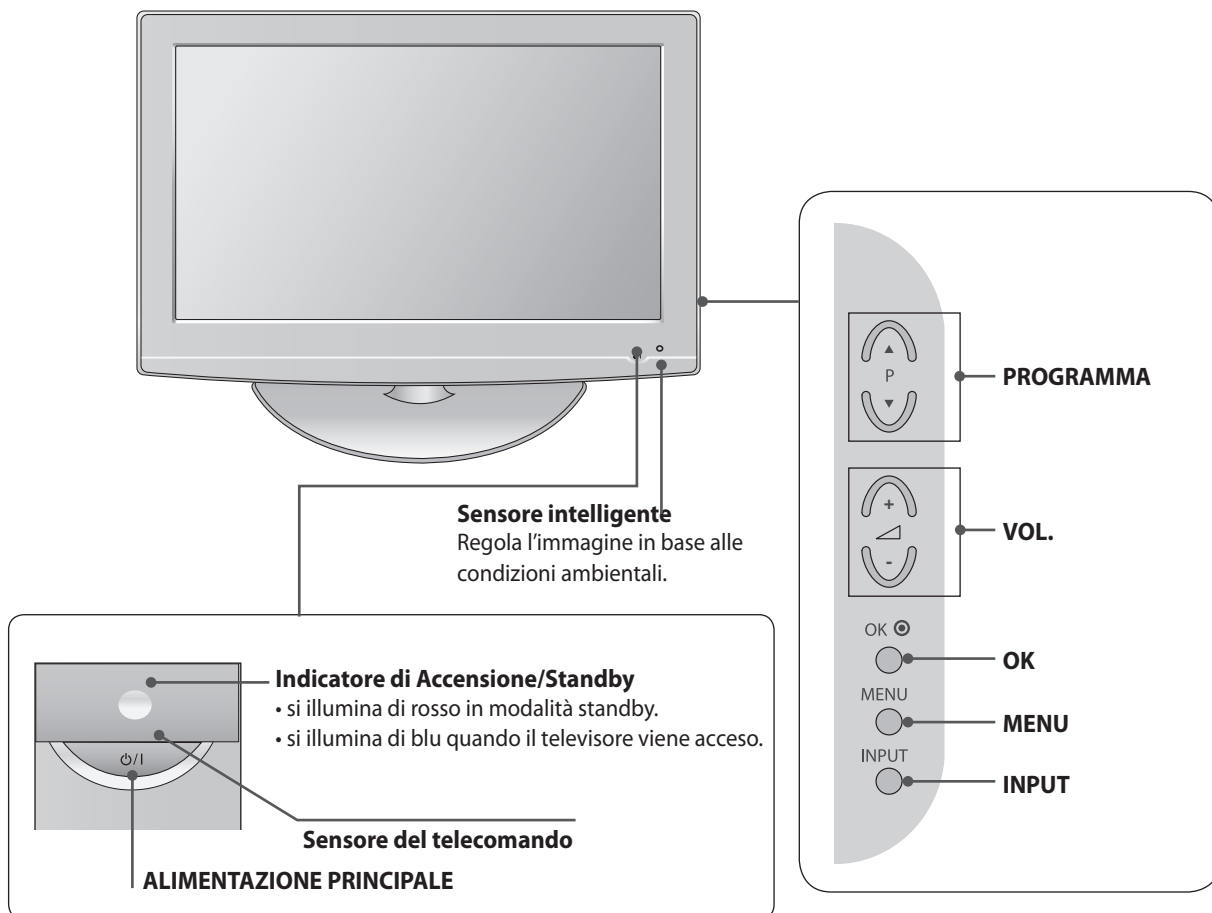 Sensore intelligente
Regola l'immagine in base alle
condizioni ambientali.
Indicatore di Accensione/Standby
• si illumina di rosso in modalità standby.
• si illumina di blu quando il televisore viene acceso.
⏻/I
Sensore del telecomando
ALIMENTAZIONE PRINCIPALE
P
PROGRAMMA
+
-
VOL.
OK
OK
MENU
MENU
INPUT
INPUT